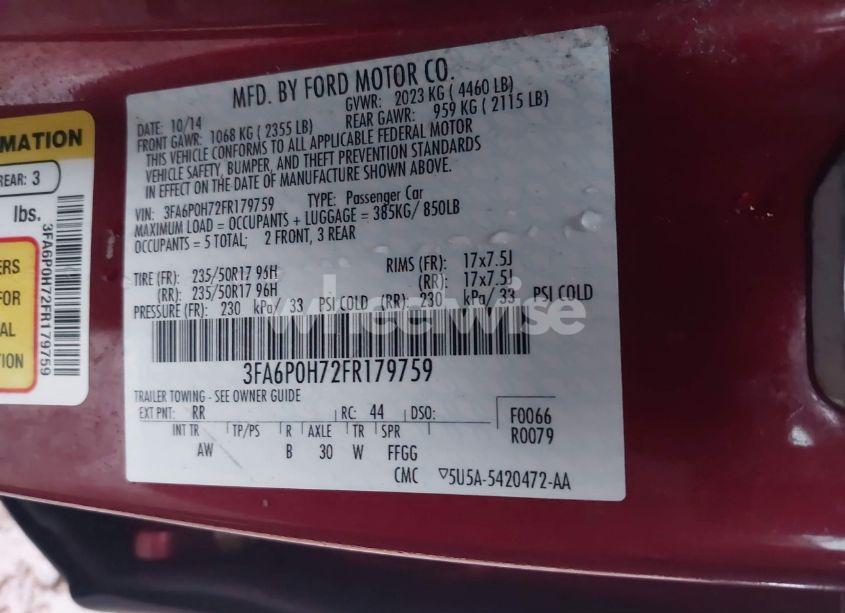 MFD. BY FORD MOTOR CO.
DATE: 10/14 GVWR: 2023 KG ( 4460 LB)
FRONT GAWR: 1068 KG ( 2355 LB) REAR GAWR: 959 KG ( 2115 LB)
THIS VEHICLE CONFORMS TO ALL APPLICABLE FEDERAL MOTOR
VEHICLE SAFETY, BUMPER, AND THEFT PREVENTION STANDARDS
IN EFFECT ON THE DATE OF MANUFACTURE SHOWN ABOVE.
VIN: 3FA6P0H72FR179759 TYPE: Passenger Car
MAXIMUM LOAD = OCCUPANTS + LUGGAGE = 385KG/ 850LB
OCCUPANTS = 5 TOTAL; 2 FRONT, 3 REAR
TIRE (FR): 235/50R17 96H RIMS (FR): 17x7.5J
(RR): 235/50R17 96H (RR): 17x7.5J
PRESSURE (FR): 230 kPa/ 33 PSI COLD (RR): 230 kPa/ 33 PSI COLD
3FA6P0H72FR179759
TRAILER TOWING - SEE OWNER GUIDE
EXT PNT: RR RC: 44 DSO: F0066
INT TR TP/PS R AXLE TR SPR R0079
AW B 30 W FFGG
CMC ▽5U5A-5420472-AA
MATION
REAR: 3
lbs.
3FA6P0H72FR179759
ERS
FOR
AL
TION
wheelwise